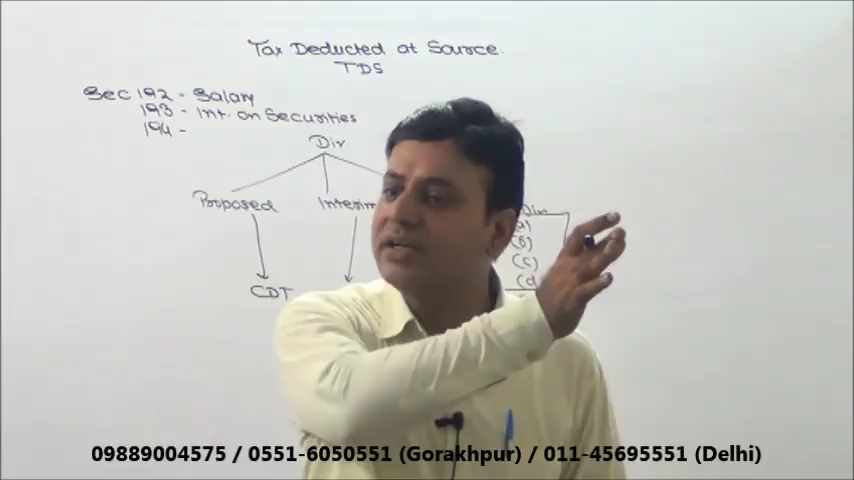 Tax Deducted at Source.
TDS
Sec 192 - Salary
193 - Int. on Securities
194 -
Div
Proposed Interim Div
(a)
(b)
(c)
(d)
CDT
09889004575 / 0551-6050551 (Gorakhpur) / 011-45695551 (Delhi)